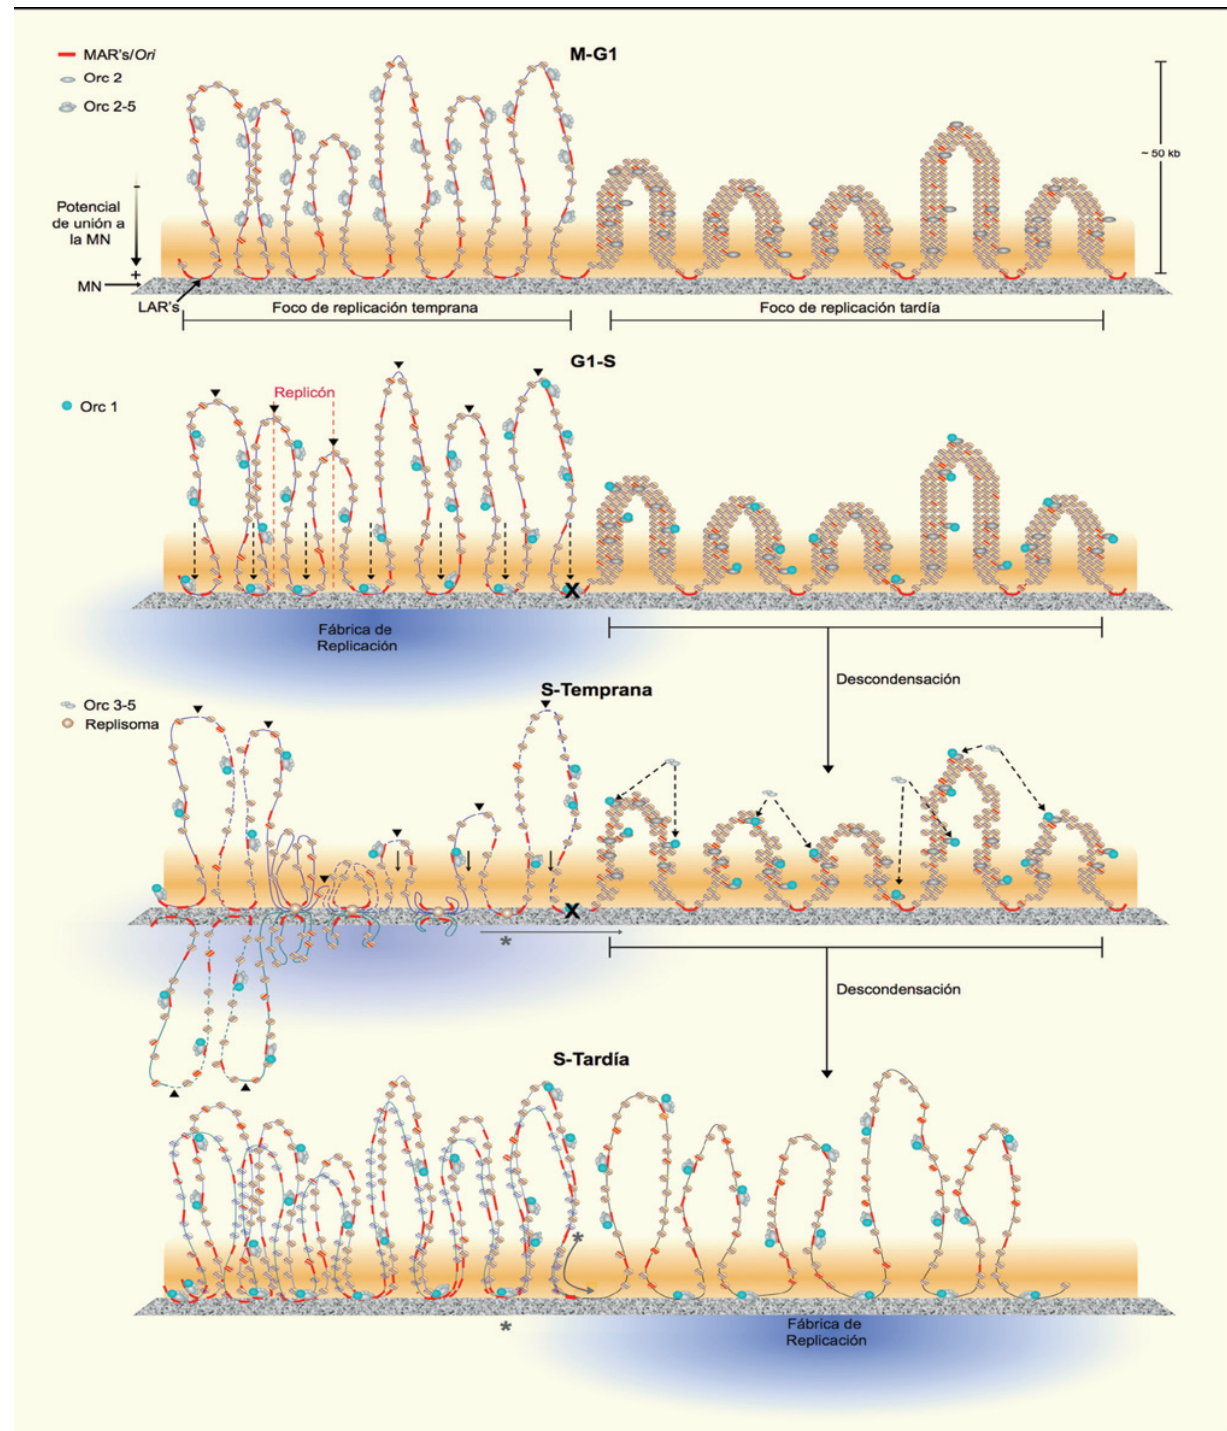 M-G1
MAR's/Ori
Orc 2
Orc 2-5
~ 50 kb
-
Potencial
de unión a
la MN
+
MN
LAR's
Foco de replicación temprana
Foco de replicación tardía
G1-S
Replicón
Orc 1
X
Fábrica de
Replicación
Descondensación
S-Temprana
Orc 3-5
Replisoma
X
*
Descondensación
S-Tardía
*
*
Fábrica de
Replicación